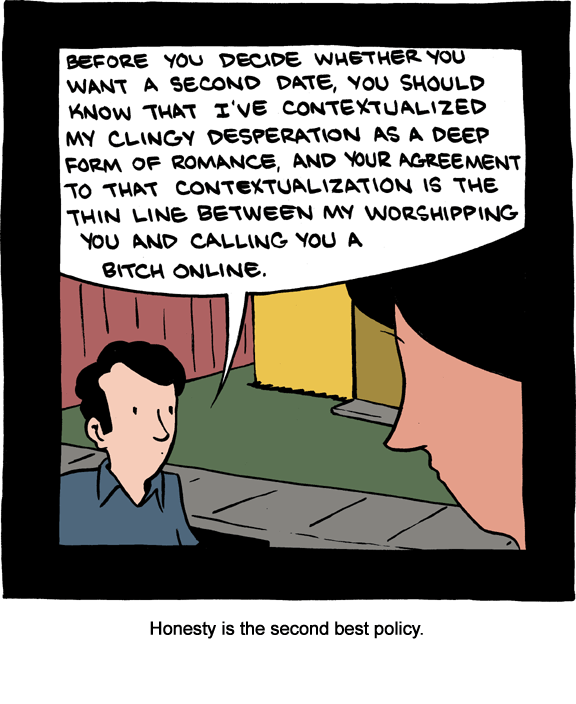 BEFORE YOU DECIDE WHETHER YOU
WANT A SECOND DATE, YOU SHOULD
KNOW THAT I'VE CONTEXTUALIZED
MY CLINGY DESPERATION AS A DEEP
FORM OF ROMANCE, AND YOUR AGREEMENT
TO THAT CONTEXTUALIZATION IS THE
THIN LINE BETWEEN MY WORSHIPPING
YOU AND CALLING YOU A
BITCH ONLINE.
Honesty is the second best policy.